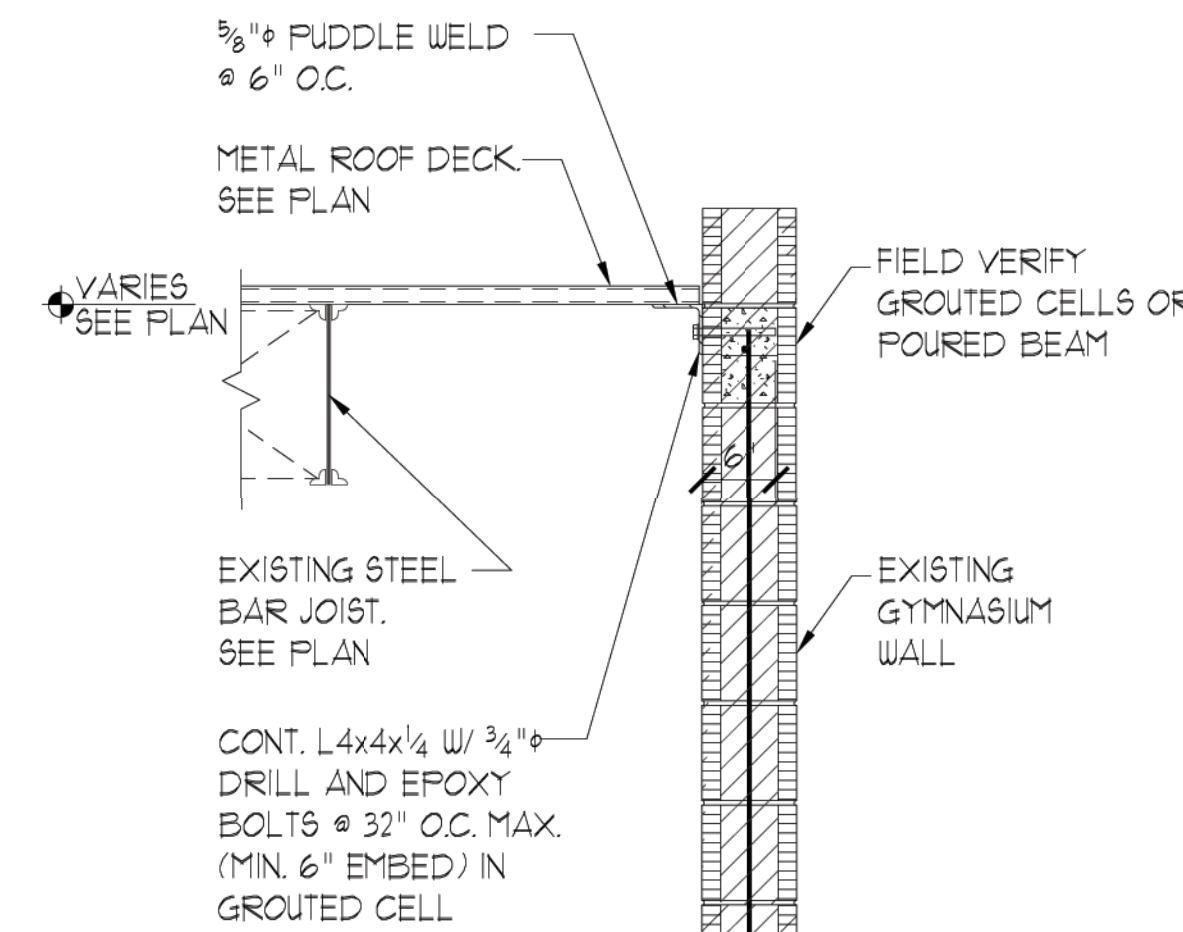 ⅝"ϕ PUDDLE WELD
@ 6" O.C.
METAL ROOF DECK.
SEE PLAN
VARIES
SEE PLAN
FIELD VERIFY
GROUTED CELLS OR
POURED BEAM
6"
EXISTING STEEL
BAR JOIST.
SEE PLAN
EXISTING
GYMNASIUM
WALL
CONT. L4x4x¼ W/ ¾"ϕ
DRILL AND EPOXY
BOLTS @ 32" O.C. MAX.
(MIN. 6" EMBED) IN
GROUTED CELL